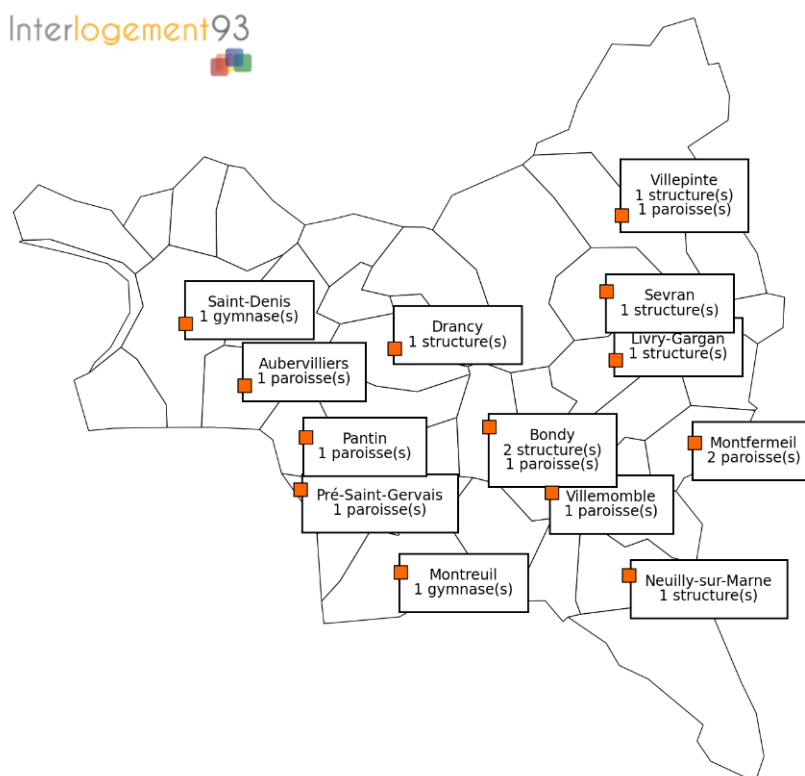 Interlogement93
Villepinte
1 structure(s)
1 paroisse(s)
Saint-Denis
1 gymnase(s)
Sevran
1 structure(s)
Drancy
1 structure(s)
Livry-Gargan
1 structure(s)
Aubervilliers
1 paroisse(s)
Pantin
1 paroisse(s)
Bondy
2 structure(s)
1 paroisse(s)
Montfermeil
2 paroisse(s)
Pré-Saint-Gervais
1 paroisse(s)
Villemomble
1 paroisse(s)
Montreuil
1 gymnase(s)
Neuilly-sur-Marne
1 structure(s)